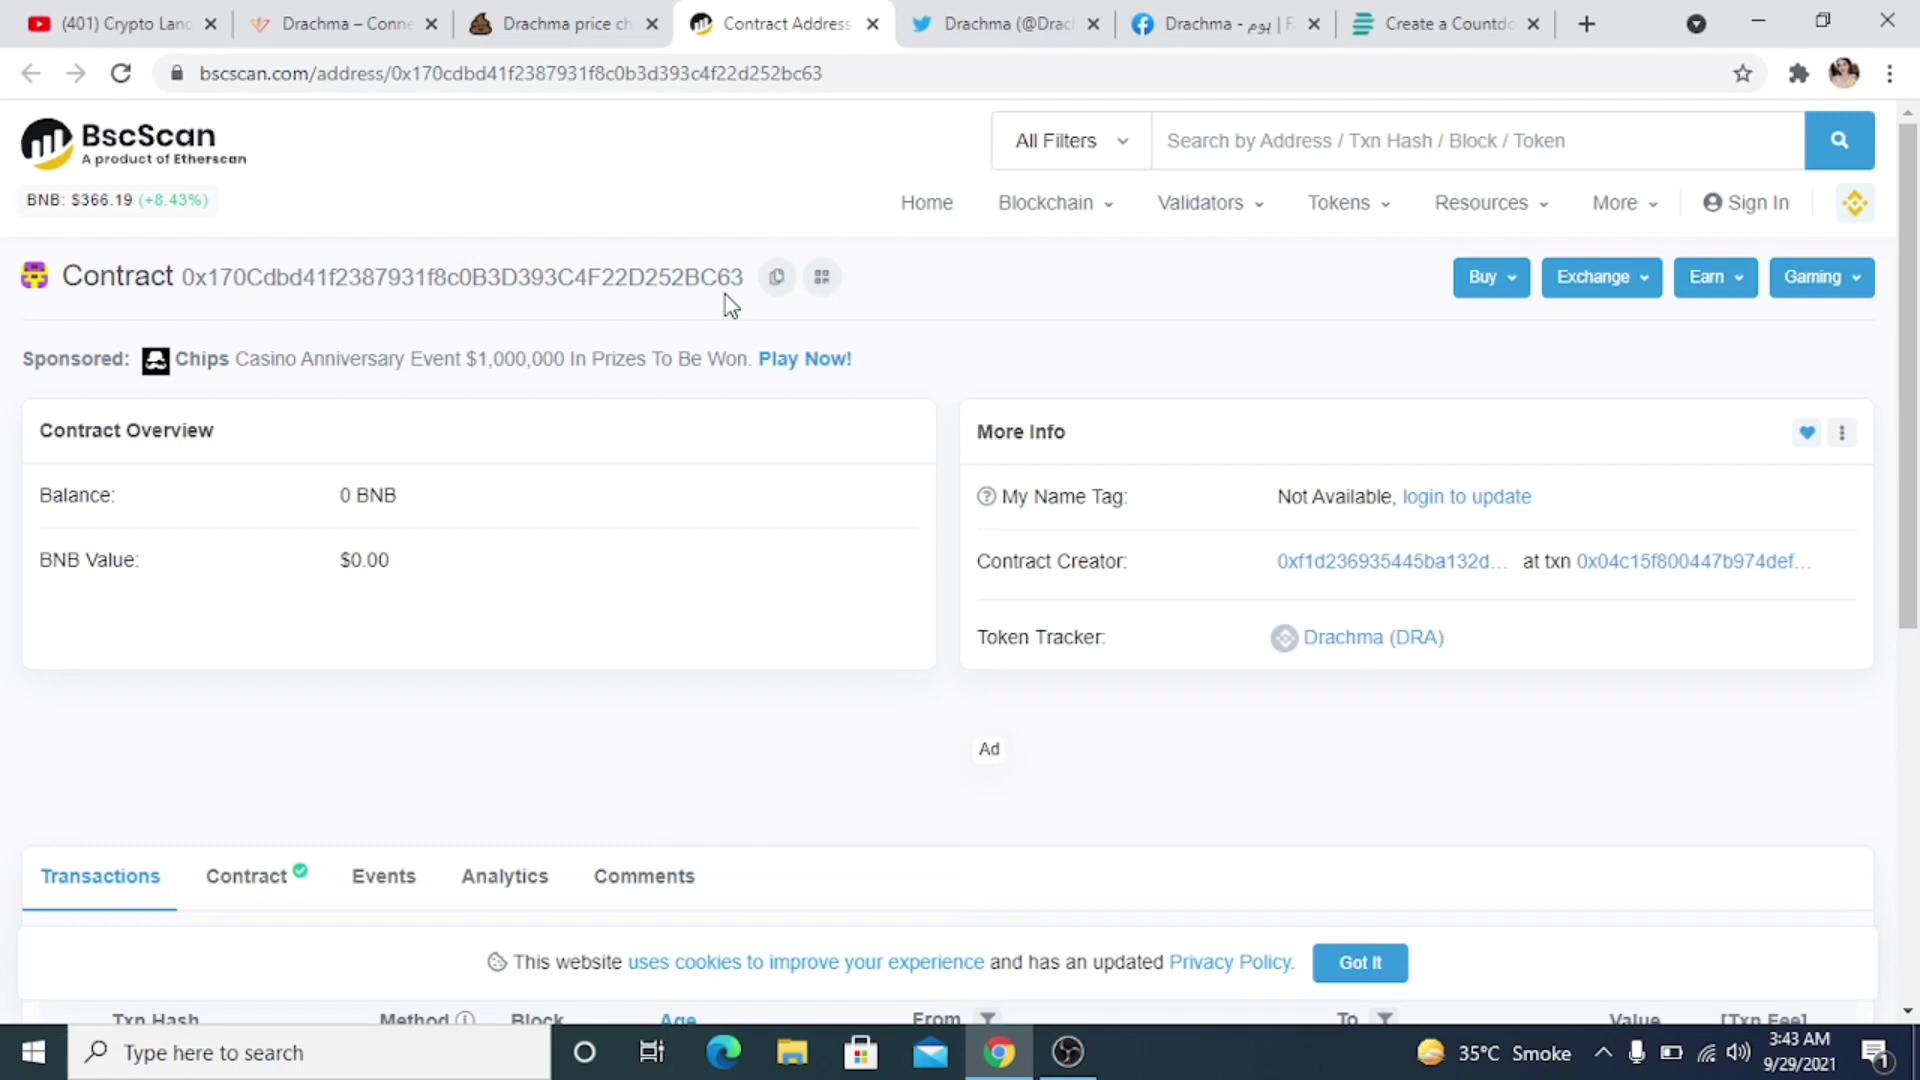 (401) Crypto Lanc
Drachma – Conne
Drachma price ch
Contract Address
Drachma (@Drac
Drachma - يوم | F
Create a Countdo
bscscan.com/address/0x170cdbd41f2387931f8c0b3d393c4f22d252bc63
BscScan
A product of Etherscan
All Filters
Search by Address / Txn Hash / Block / Token
BNB: $366.19 (+8.43%)
Home
Blockchain
Validators
Tokens
Resources
More
Sign In
Contract 0x170Cdbd41f2387931f8c0B3D393C4F22D252BC63
Buy
Exchange
Earn
Gaming
Sponsored: Chips Casino Anniversary Event $1,000,000 In Prizes To Be Won. Play Now!
Contract Overview
Balance: 0 BNB
BNB Value: $0.00
More Info
My Name Tag: Not Available, login to update
Contract Creator: 0xf1d236935445ba132d... at txn 0x04c15f800447b974def...
Token Tracker: Drachma (DRA)
Ad
Transactions
Contract
Events
Analytics
Comments
This website uses cookies to improve your experience and has an updated Privacy Policy.
Got It
Txn Hash
Method
Block
Age
From
To
Value
[Txn Fee]
Type here to search
35°C Smoke
3:43 AM
9/29/2021
1